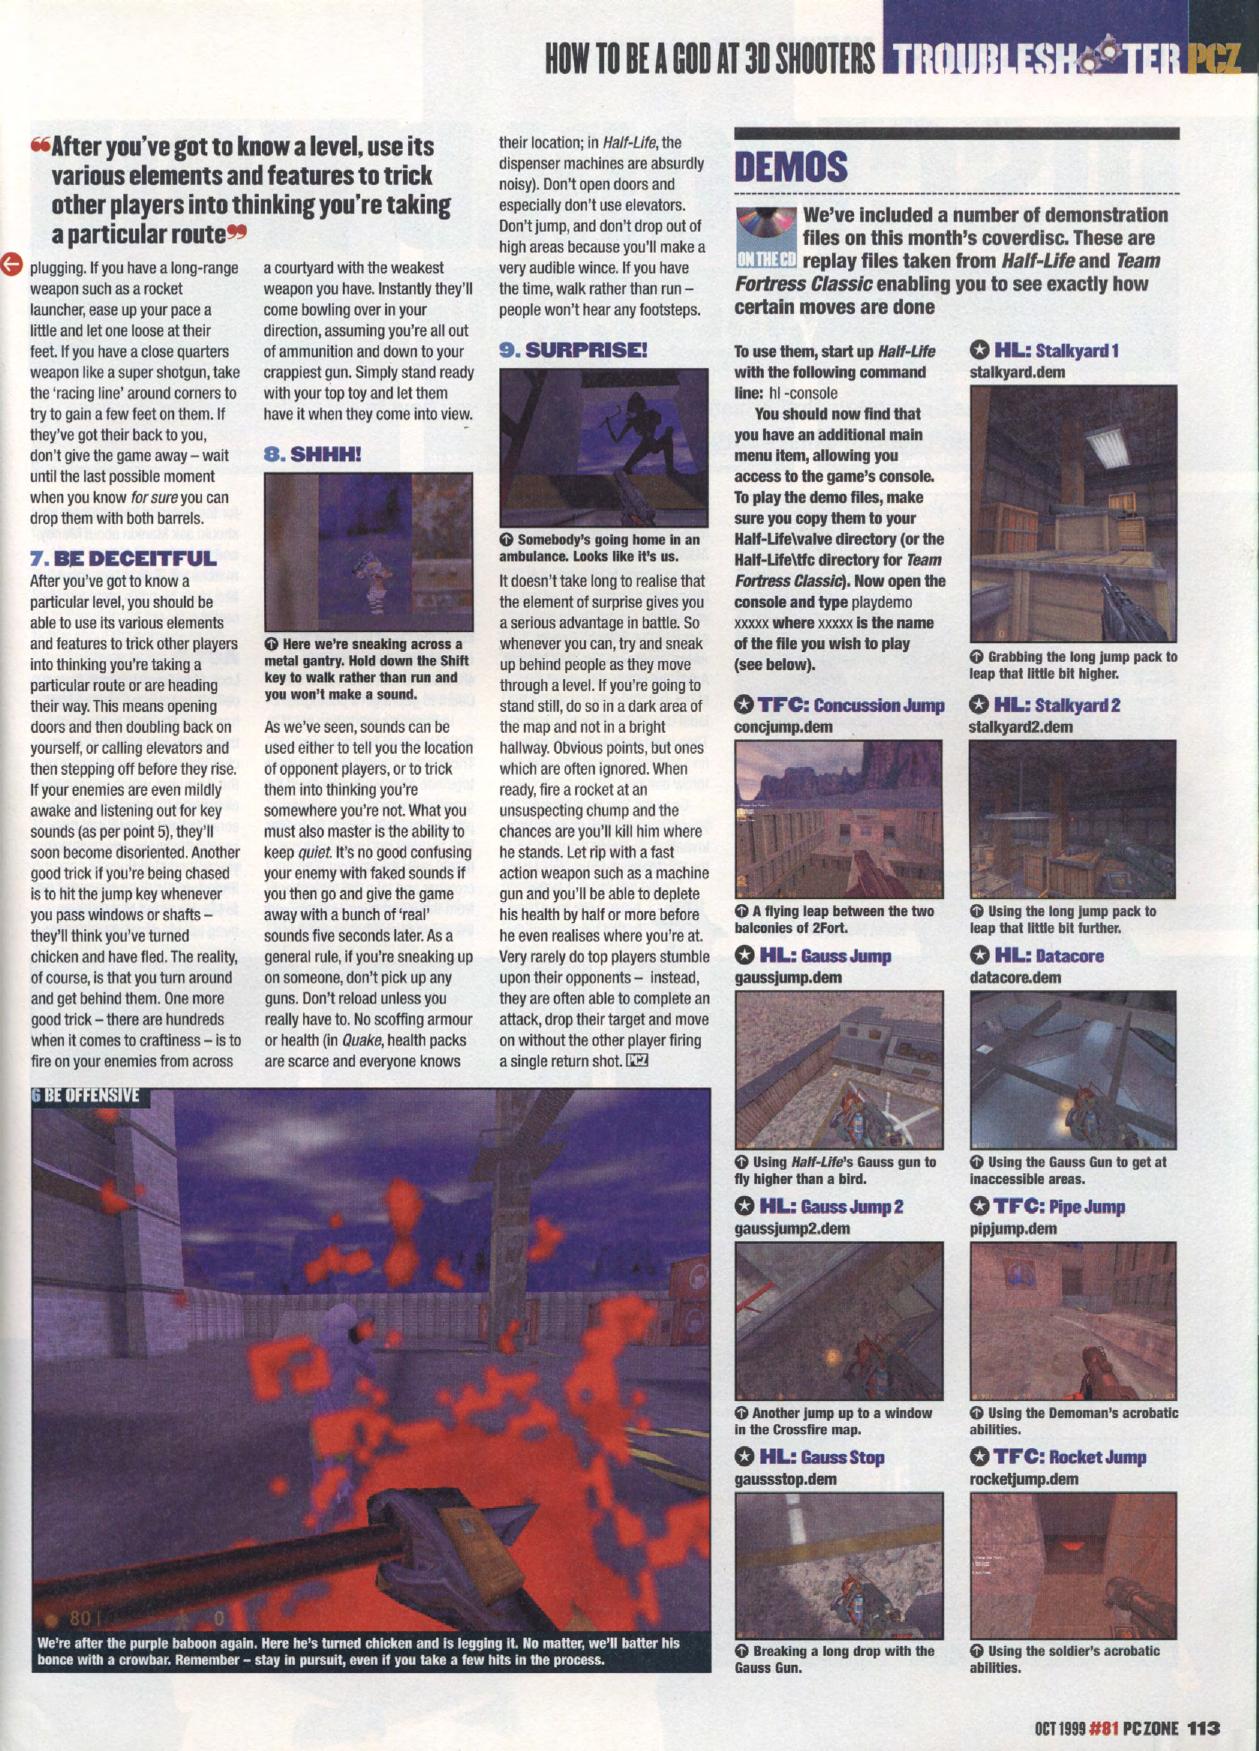 HOW TO BE A GOD AT 3D SHOOTERS TROUBLESHOOTER PCZ
“After you've got to know a level, use its
various elements and features to trick
other players into thinking you're taking
a particular route”
plugging. If you have a long-range
weapon such as a rocket
launcher, ease up your pace a
little and let one loose at their
feet. If you have a close quarters
weapon like a super shotgun, take
the 'racing line' around corners to
try to gain a few feet on them. If
they've got their back to you,
don't give the game away – wait
until the last possible moment
when you know for sure you can
drop them with both barrels.
7. BE DECEITFUL
After you've got to know a
particular level, you should be
able to use its various elements
and features to trick other players
into thinking you're taking a
particular route or are heading
their way. This means opening
doors and then doubling back on
yourself, or calling elevators and
then stepping off before they rise.
If your enemies are even mildly
awake and listening out for key
sounds (as per point 5), they'll
soon become disoriented. Another
good trick if you're being chased
is to hit the jump key whenever
you pass windows or shafts –
they'll think you've turned
chicken and have fled. The reality,
of course, is that you turn around
and get behind them. One more
good trick – there are hundreds
when it comes to craftiness – is to
fire on your enemies from across
a courtyard with the weakest
weapon you have. Instantly they'll
come bowling over in your
direction, assuming you're all out
of ammunition and down to your
crappiest gun. Simply stand ready
with your top toy and let them
have it when they come into view.
8. SHHH!
Here we're sneaking across a
metal gantry. Hold down the Shift
key to walk rather than run and
you won't make a sound.
As we've seen, sounds can be
used either to tell you the location
of opponent players, or to trick
them into thinking you're
somewhere you're not. What you
must also master is the ability to
keep quiet. It's no good confusing
your enemy with faked sounds if
you then go and give the game
away with a bunch of 'real'
sounds five seconds later. As a
general rule, if you're sneaking up
on someone, don't pick up any
guns. Don't reload unless you
really have to. No scoffing armour
or health (in Quake, health packs
are scarce and everyone knows
their location; in Half-Life, the
dispenser machines are absurdly
noisy). Don't open doors and
especially don't use elevators.
Don't jump, and don't drop out of
high areas because you'll make a
very audible wince. If you have
the time, walk rather than run –
people won't hear any footsteps.
9. SURPRISE!
Somebody's going home in an
ambulance. Looks like it's us.
It doesn't take long to realise that
the element of surprise gives you
a serious advantage in battle. So
whenever you can, try and sneak
up behind people as they move
through a level. If you're going to
stand still, do so in a dark area of
the map and not in a bright
hallway. Obvious points, but ones
which are often ignored. When
ready, fire a rocket at an
unsuspecting chump and the
chances are you'll kill him where
he stands. Let rip with a fast
action weapon such as a machine
gun and you'll be able to deplete
his health by half or more before
he even realises where you're at.
Very rarely do top players stumble
upon their opponents – instead,
they are often able to complete an
attack, drop their target and move
on without the other player firing
a single return shot. PCZ
6 BE OFFENSIVE
80 0
We're after the purple baboon again. Here he's turned chicken and is legging it. No matter, we'll batter his
bonce with a crowbar. Remember – stay in pursuit, even if you take a few hits in the process.
DEMOS
ON THE CD
We've included a number of demonstration
files on this month's coverdisc. These are
replay files taken from Half-Life and Team
Fortress Classic enabling you to see exactly how
certain moves are done
To use them, start up Half-Life
with the following command
line: hl -console
You should now find that
you have an additional main
menu item, allowing you
access to the game's console.
To play the demo files, make
sure you copy them to your
Half-Life\valve directory (or the
Half-Life\tfc directory for Team
Fortress Classic). Now open the
console and type playdemo
xxxxx where xxxxx is the name
of the file you wish to play
(see below).
TFC: Concussion Jump
concjump.dem
A flying leap between the two
balconies of 2Fort.
HL: Gauss Jump
gaussjump.dem
Using Half-Life's Gauss gun to
fly higher than a bird.
HL: Gauss Jump 2
gaussjump2.dem
Another jump up to a window
in the Crossfire map.
HL: Gauss Stop
gaussstop.dem
Breaking a long drop with the
Gauss Gun.
HL: Stalkyard 1
stalkyard.dem
Grabbing the long jump pack to
leap that little bit higher.
HL: Stalkyard 2
stalkyard2.dem
Using the long jump pack to
leap that little bit further.
HL: Datacore
datacore.dem
Using the Gauss Gun to get at
inaccessible areas.
TFC: Pipe Jump
pipjump.dem
Using the Demoman's acrobatic
abilities.
TFC: Rocket Jump
rocketjump.dem
Using the soldier's acrobatic
abilities.
OCT 1999 #81 PC ZONE 113